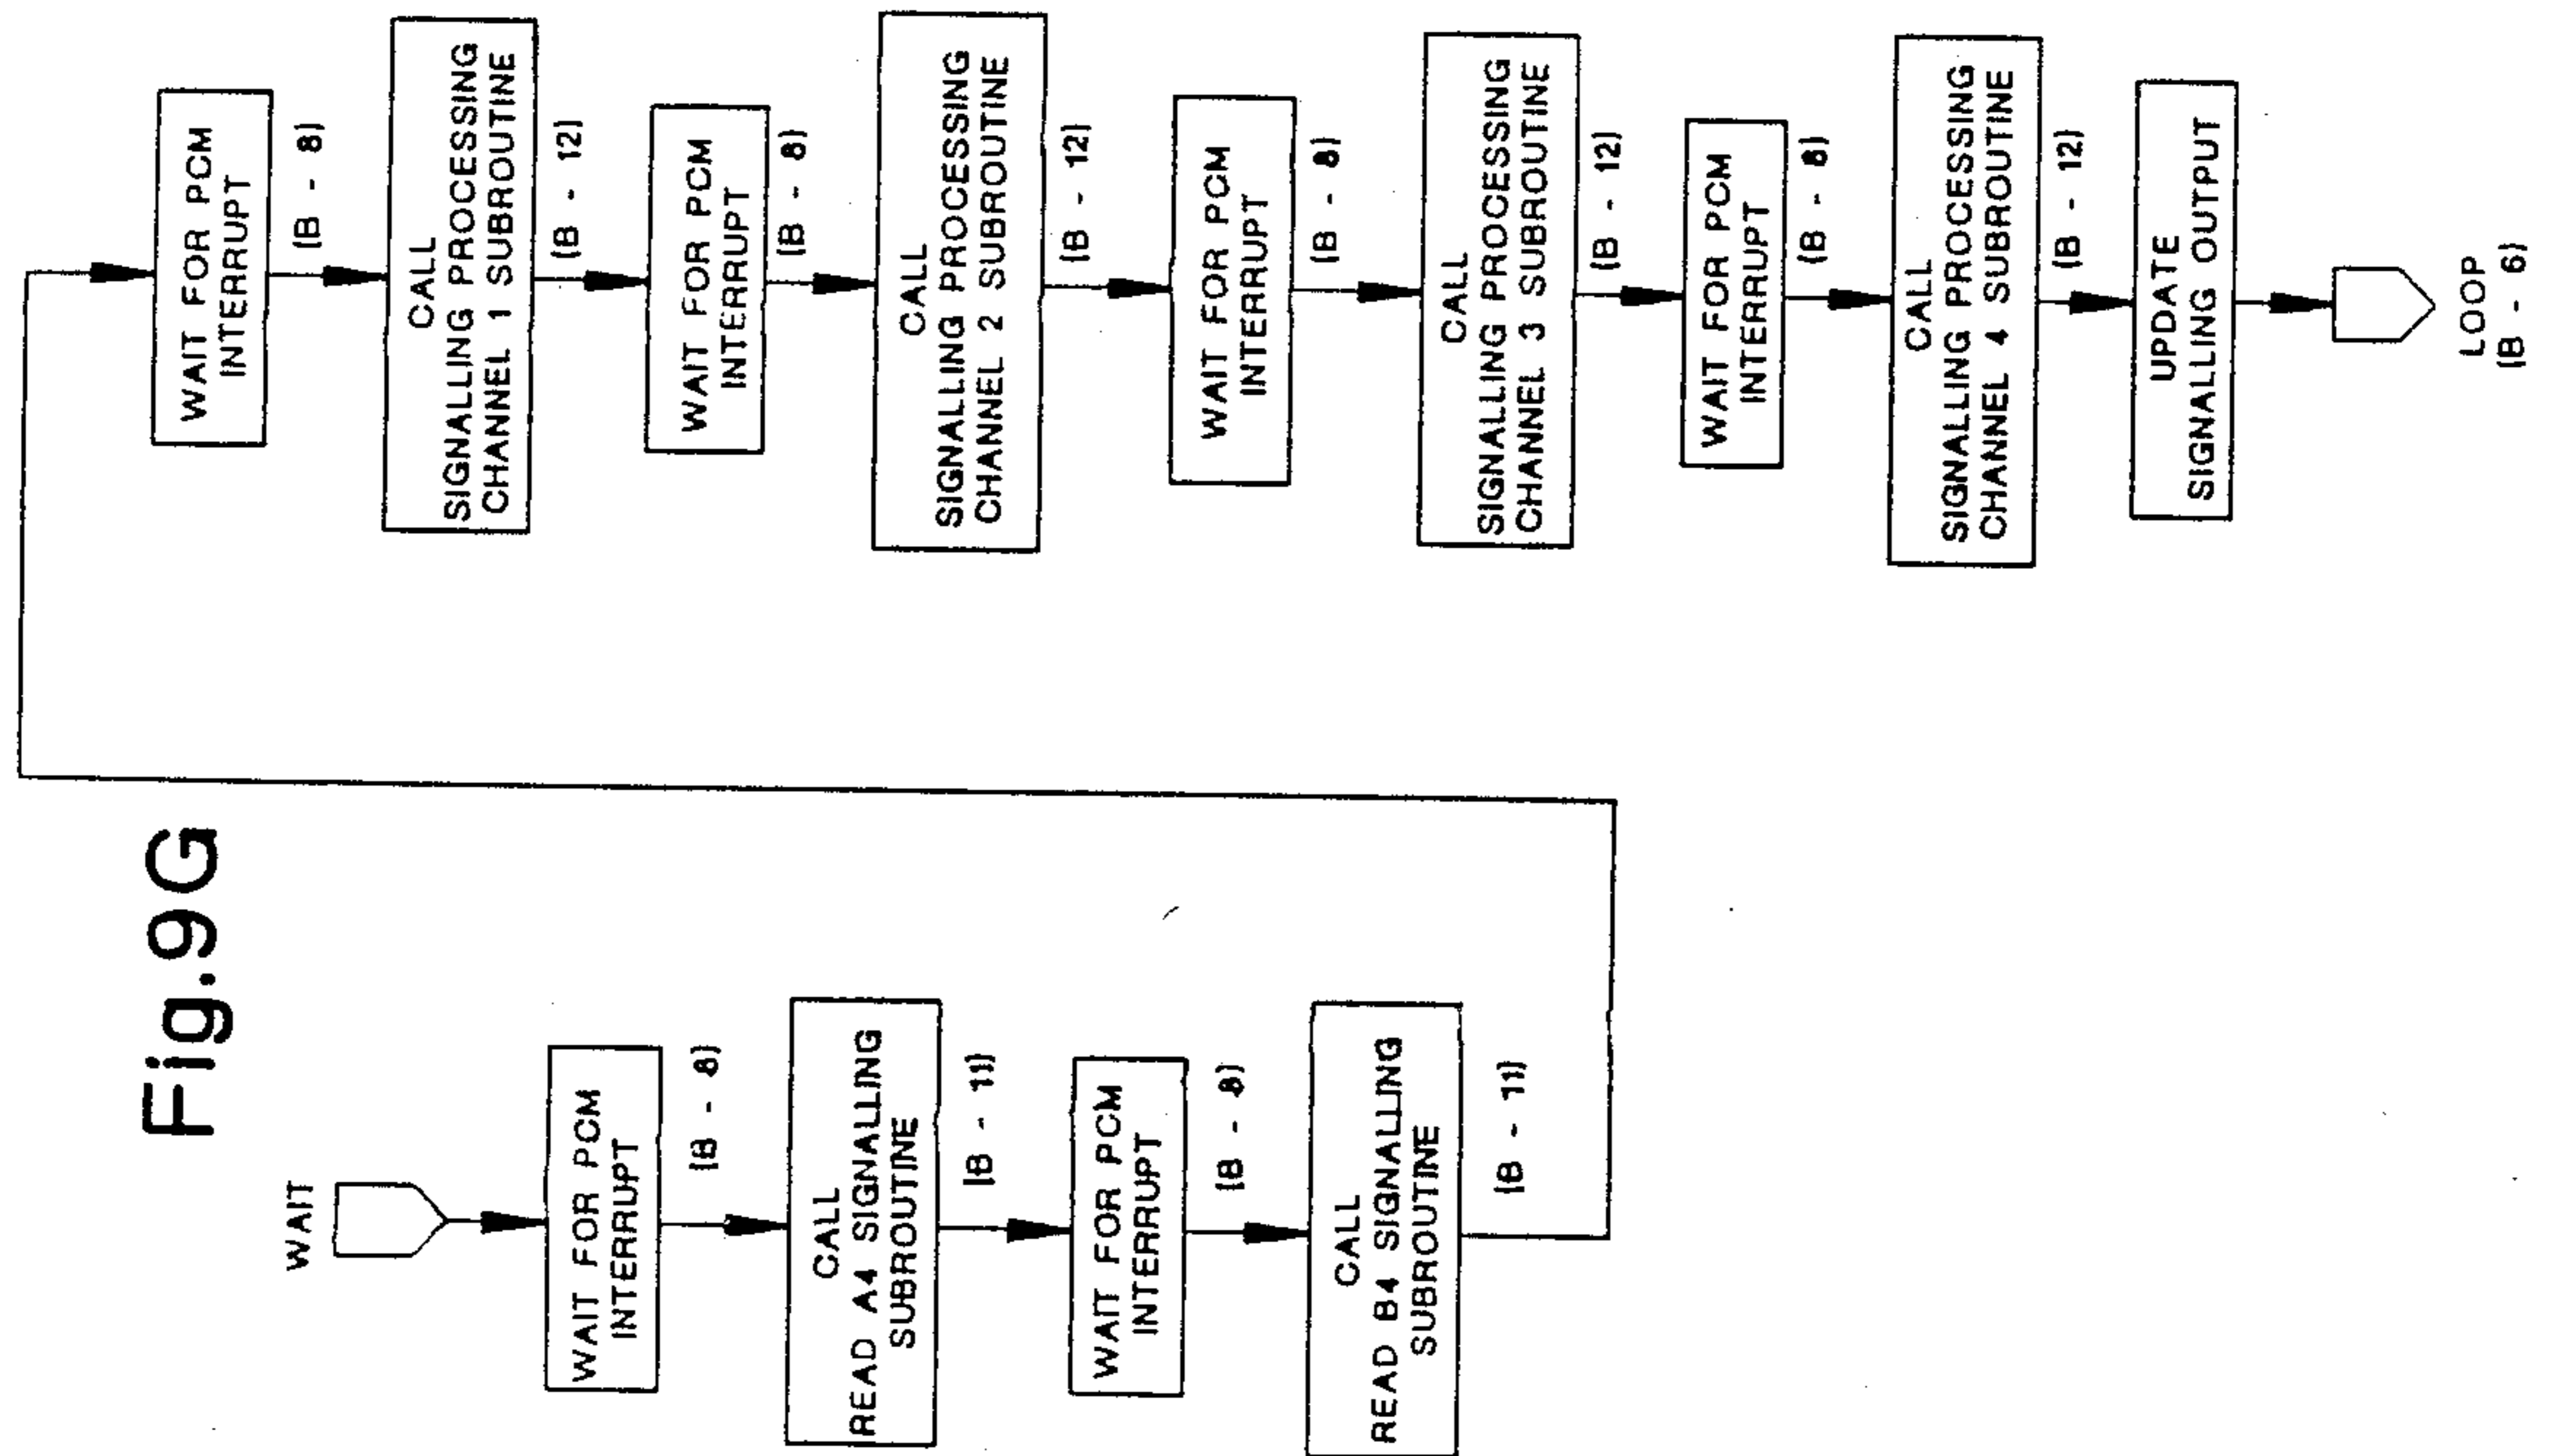 Fig.9G
WAIT
WAIT FOR PCM
INTERRUPT
(B - 8)
CALL
READ A4 SIGNALLING
SUBROUTINE
(B - 11)
WAIT FOR PCM
INTERRUPT
(B - 8)
CALL
READ B4 SIGNALLING
SUBROUTINE
(B - 11)
WAIT FOR PCM
INTERRUPT
(B - 8)
CALL
SIGNALLING PROCESSING
CHANNEL 1 SUBROUTINE
(B - 12)
WAIT FOR PCM
INTERRUPT
(B - 8)
CALL
SIGNALLING PROCESSING
CHANNEL 2 SUBROUTINE
(B - 12)
WAIT FOR PCM
INTERRUPT
(B - 8)
CALL
SIGNALLING PROCESSING
CHANNEL 3 SUBROUTINE
(B - 12)
WAIT FOR PCM
INTERRUPT
(B - 8)
CALL
SIGNALLING PROCESSING
CHANNEL 4 SUBROUTINE
(B - 12)
UPDATE
SIGNALLING OUTPUT
LOOP
(B - 6)